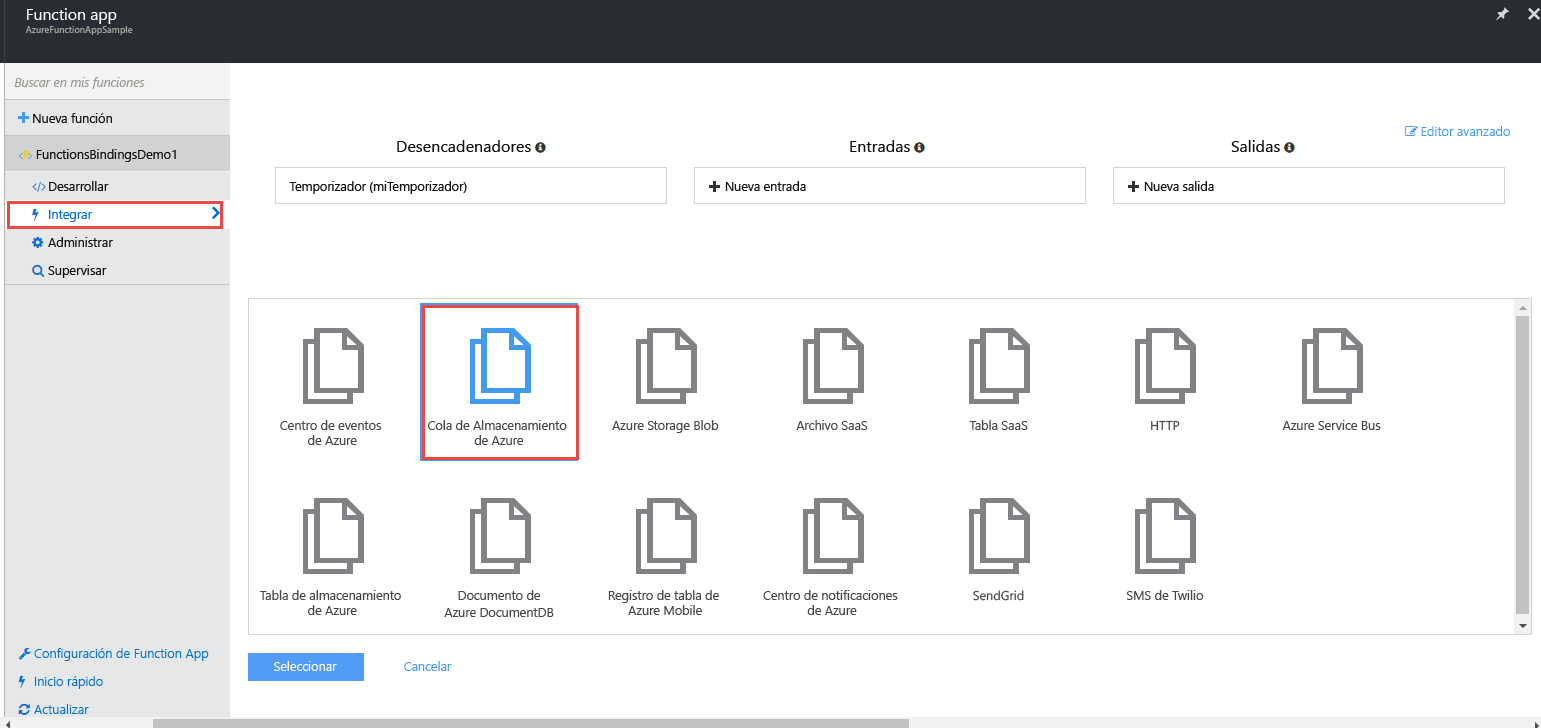 Function app
AzureFunctionAppSample
Buscar en mis funciones
Nueva función
FunctionsBindingsDemo1
Desarrollar
Integrar
Administrar
Supervisar
Configuración de Function App
Inicio rápido
Actualizar
Editor avanzado
Desencadenadores
Temporizador (miTemporizador)
Entradas
Nueva entrada
Salidas
Nueva salida
Centro de eventos
de Azure
Cola de Almacenamiento
de Azure
Azure Storage Blob
Archivo SaaS
Tabla SaaS
HTTP
Azure Service Bus
Tabla de almacenamiento
de Azure
Documento de
Azure DocumentDB
Registro de tabla de
Azure Mobile
Centro de notificaciones
de Azure
SendGrid
SMS de Twilio
Seleccionar
Cancelar